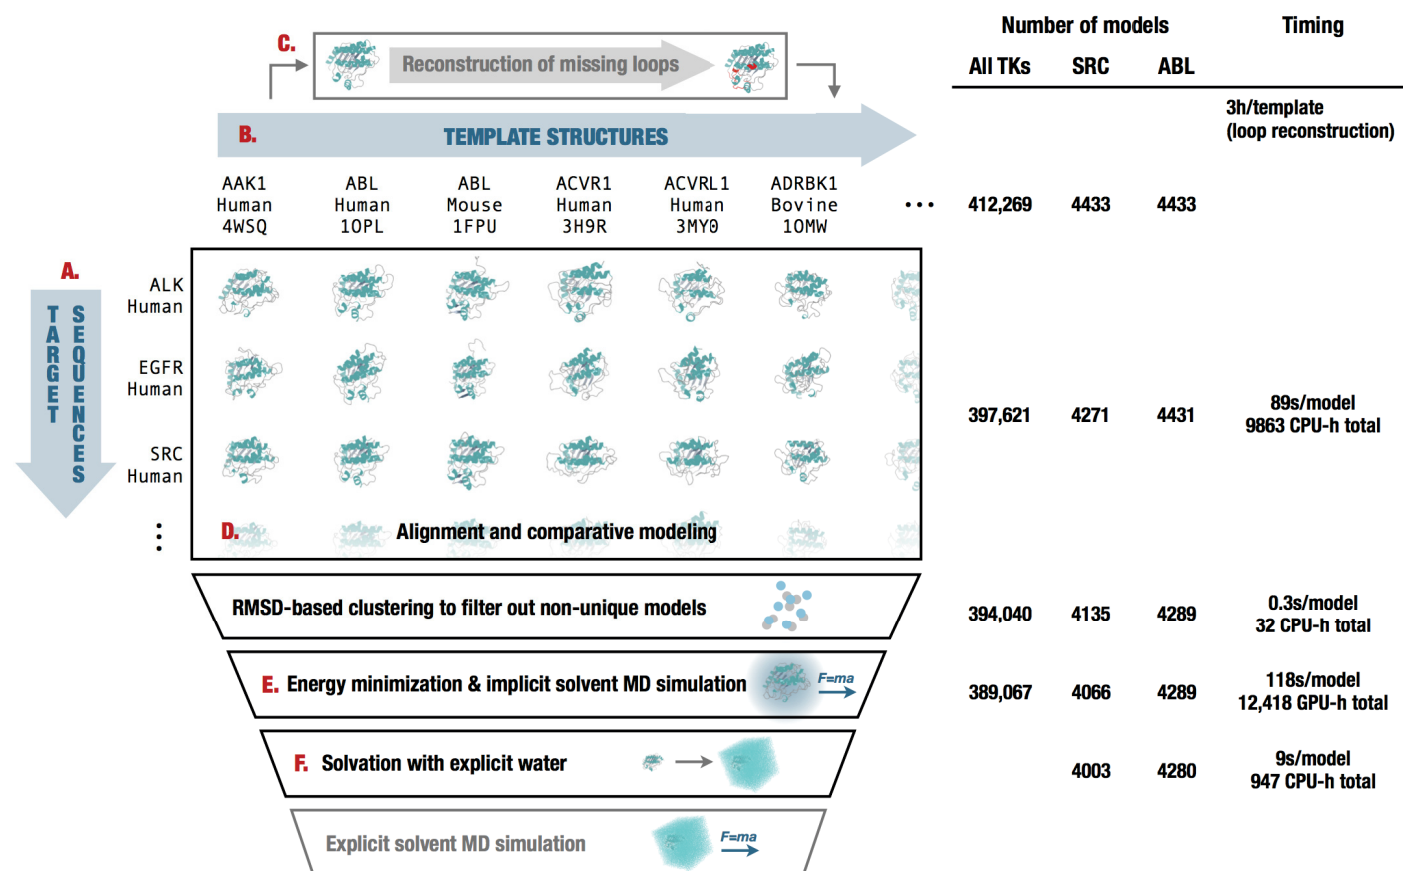 C.
Reconstruction of missing loops
Number of models
Timing
All TKs
SRC
ABL
B.
TEMPLATE STRUCTURES
3h/template
(loop reconstruction)
AAK1
Human
4WSQ
ABL
Human
1OPL
ABL
Mouse
1FPU
ACVR1
Human
3H9R
ACVRL1
Human
3MY0
ADRBK1
Bovine
1OMW
...
412,269
4433
4433
A.
TARGET
SEQUENCES
ALK
Human
EGFR
Human
397,621
4271
4431
89s/model
9863 CPU-h total
SRC
Human
...
D.
Alignment and comparative modeling
RMSD-based clustering to filter out non-unique models
394,040
4135
4289
0.3s/model
32 CPU-h total
E.
Energy minimization & implicit solvent MD simulation
F=ma
389,067
4066
4289
118s/model
12,418 GPU-h total
F.
Solvation with explicit water
4003
4280
9s/model
947 CPU-h total
Explicit solvent MD simulation
F=ma